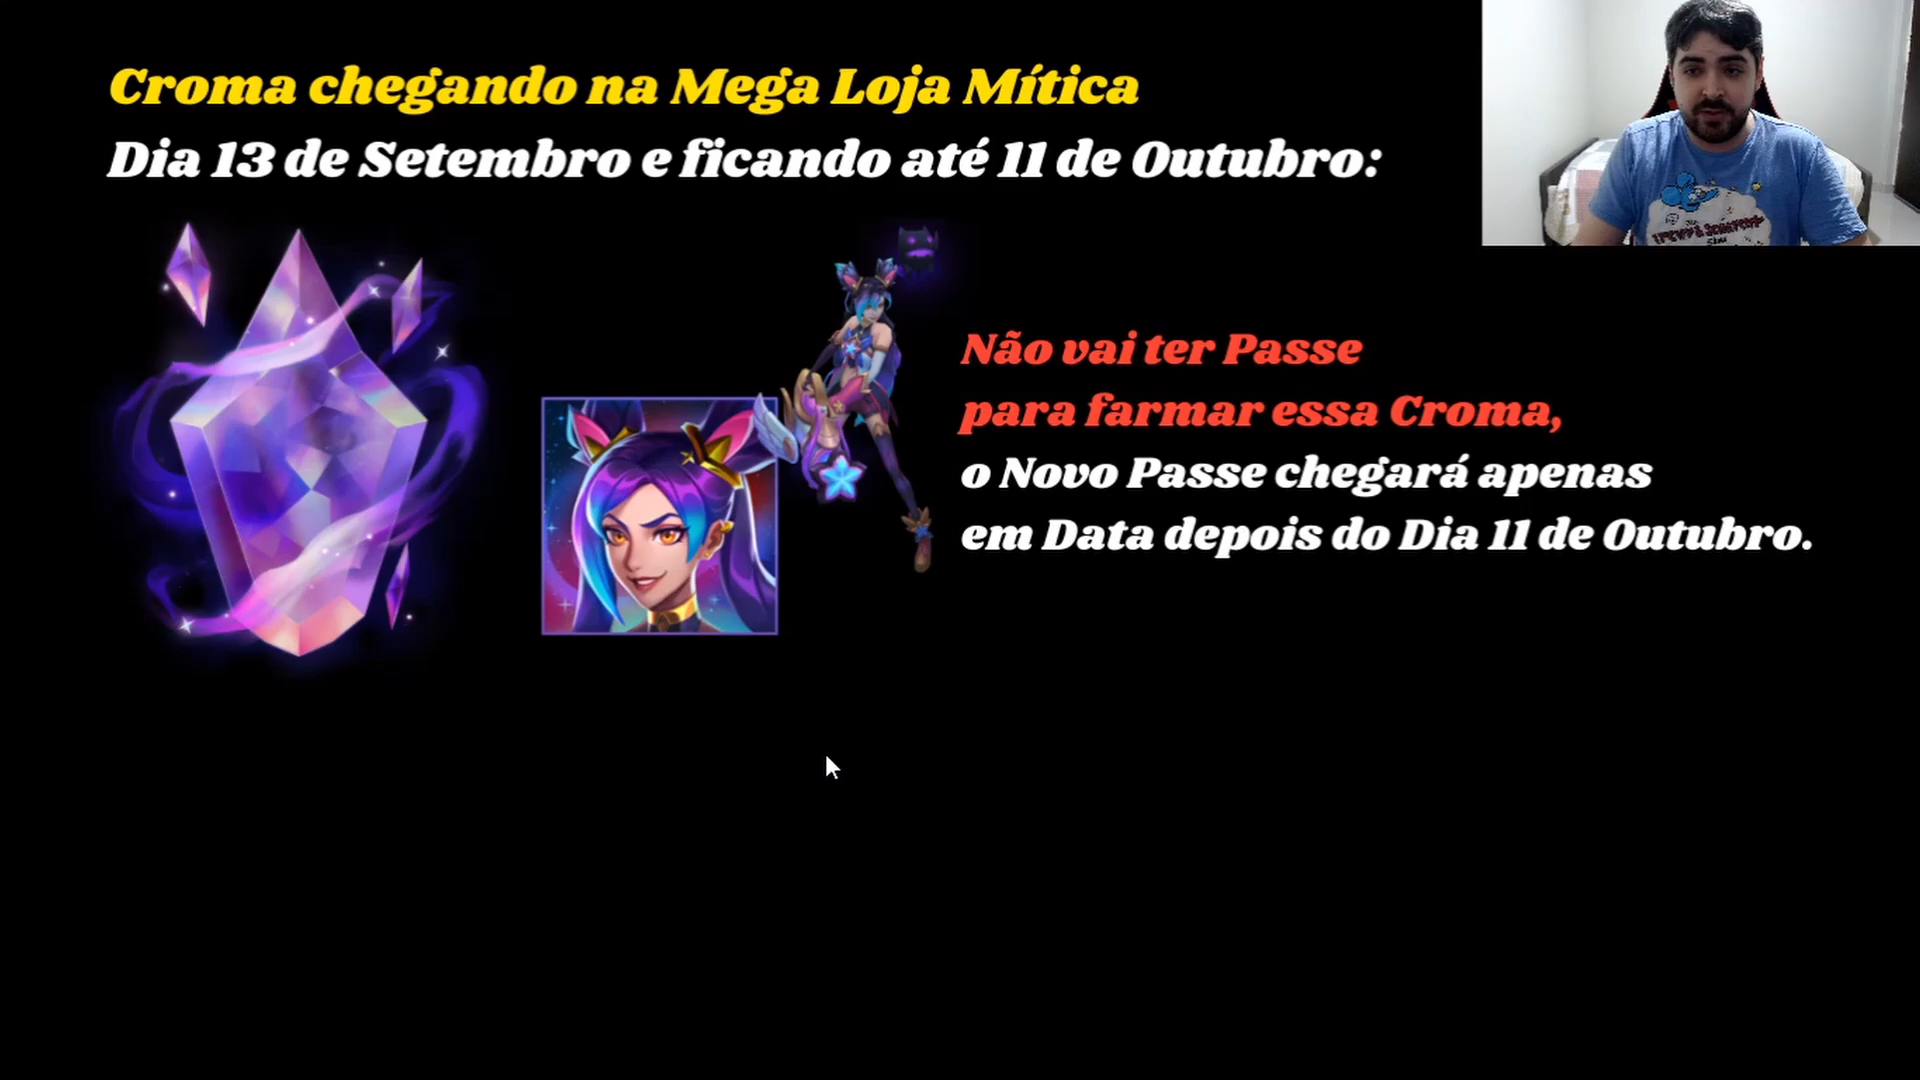 Croma chegando na Mega Loja Mítica
Dia 13 de Setembro e ficando até 11 de Outubro:
Não vai ter Passe
para farmar essa Croma,
o Novo Passe chegará apenas
em Data depois do Dia 11 de Outubro.